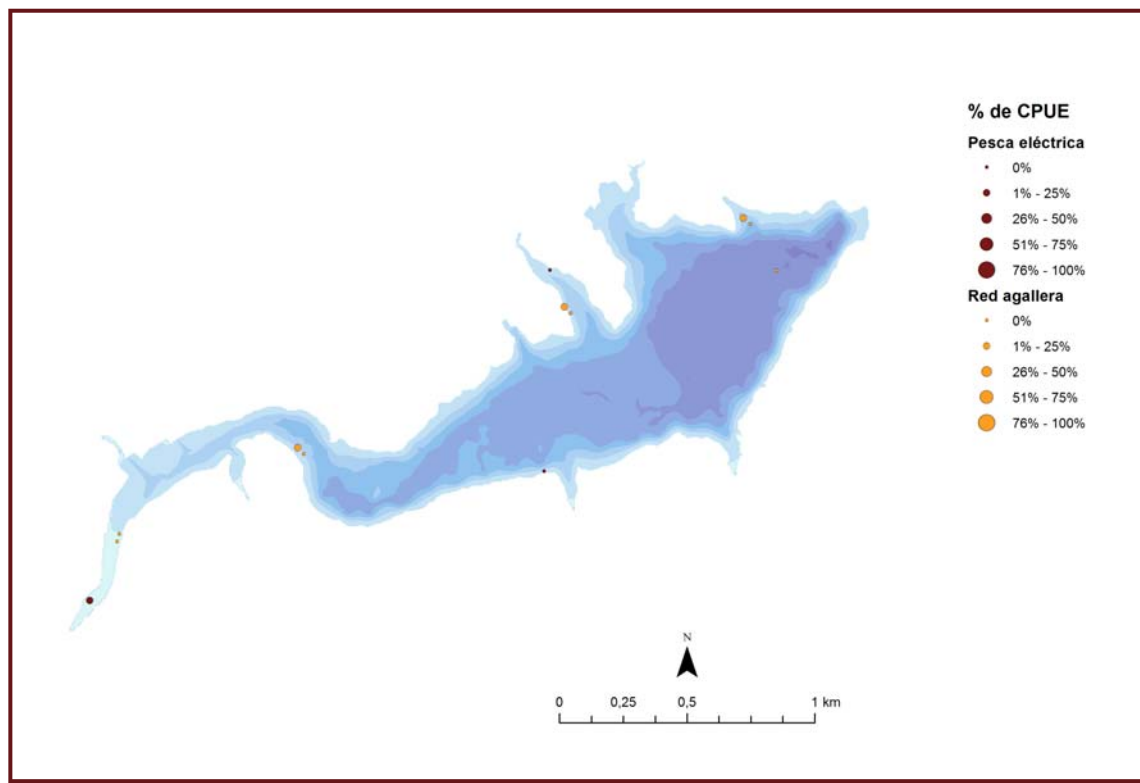 % de CPUE
Pesca eléctrica
0%
1% - 25%
26% - 50%
51% - 75%
76% - 100%
Red agallera
0%
1% - 25%
26% - 50%
51% - 75%
76% - 100%
N
0 0,25 0,5 1 km